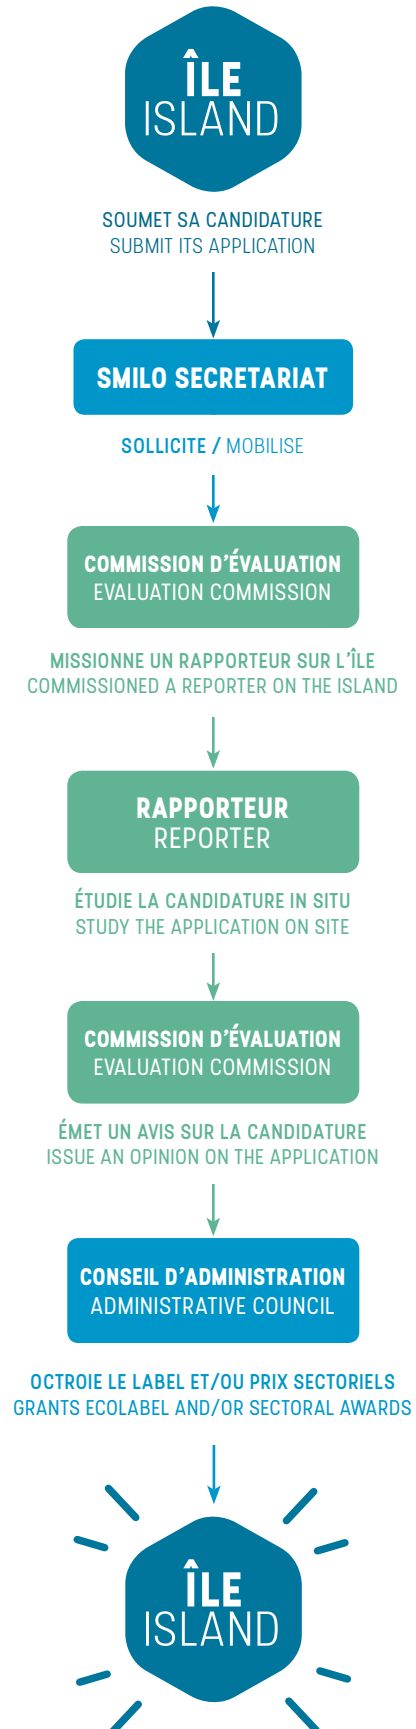 ÎLE
ISLAND
SOUMET SA CANDIDATURE
SUBMIT ITS APPLICATION
SMILO SECRETARIAT
SOLLICITE / MOBILISE
COMMISSION D'ÉVALUATION
EVALUATION COMMISSION
MISSIONNE UN RAPPORTEUR SUR L'ÎLE
COMMISSIONED A REPORTER ON THE ISLAND
RAPPORTEUR
REPORTER
ÉTUDIE LA CANDIDATURE IN SITU
STUDY THE APPLICATION ON SITE
COMMISSION D'ÉVALUATION
EVALUATION COMMISSION
ÉMET UN AVIS SUR LA CANDIDATURE
ISSUE AN OPINION ON THE APPLICATION
CONSEIL D'ADMINISTRATION
ADMINISTRATIVE COUNCIL
OCTROIE LE LABEL ET/OU PRIX SECTORIELS
GRANTS ECOLABEL AND/OR SECTORAL AWARDS
ÎLE
ISLAND